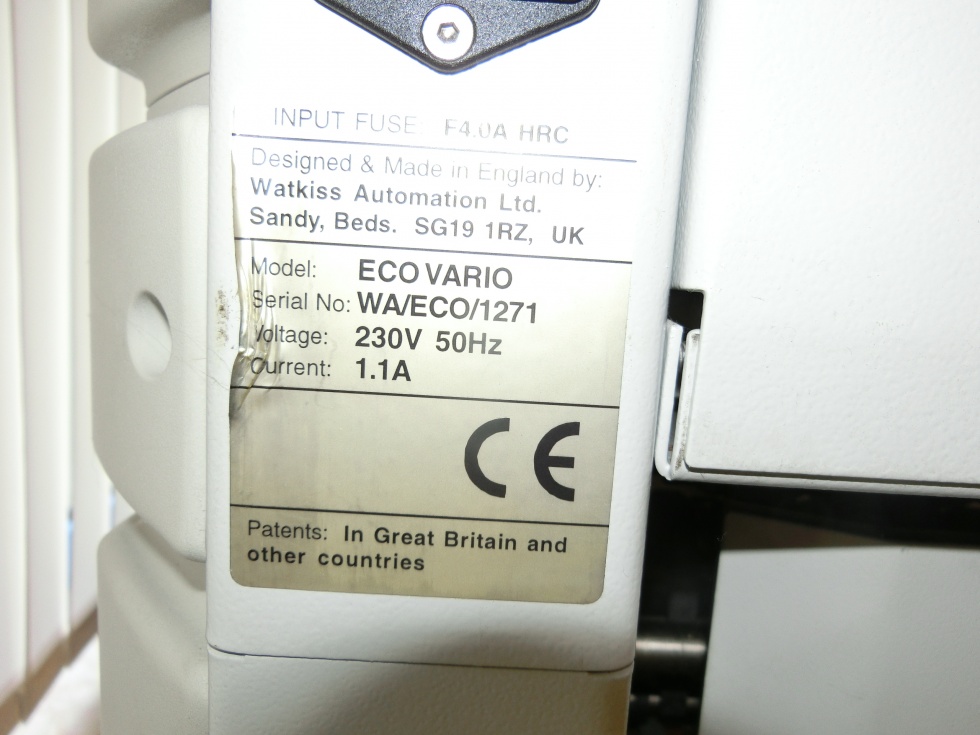 INPUT FUSE F4.0A HRC
Designed & Made in England by:
Watkiss Automation Ltd.
Sandy, Beds. SG19 1RZ, UK
Model: ECO VARIO
Serial No: WA/ECO/1271
Voltage: 230V 50Hz
Current: 1.1A
CE
Patents: In Great Britain and
other countries